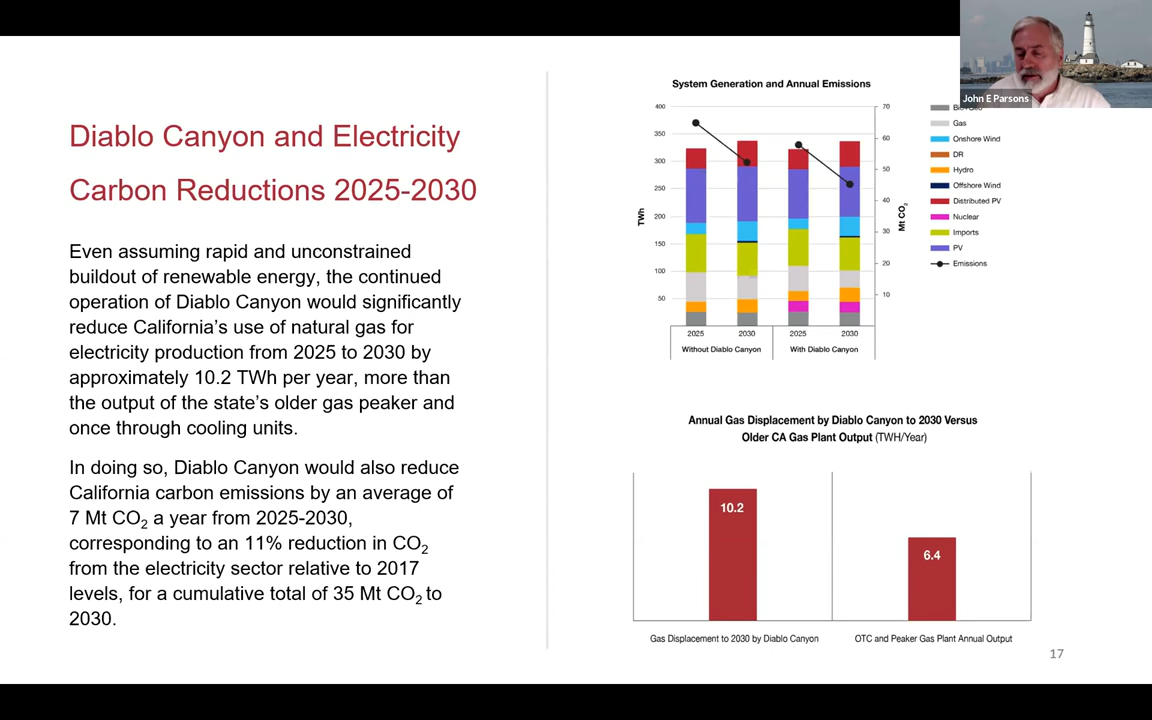 Diablo Canyon and Electricity
Carbon Reductions 2025-2030
Even assuming rapid and unconstrained
buildout of renewable energy, the continued
operation of Diablo Canyon would significantly
reduce California’s use of natural gas for
electricity production from 2025 to 2030 by
approximately 10.2 TWh per year, more than
the output of the state’s older gas peaker and
once through cooling units.
In doing so, Diablo Canyon would also reduce
California carbon emissions by an average of
7 Mt CO2 a year from 2025-2030,
corresponding to an 11% reduction in CO2
from the electricity sector relative to 2017
levels, for a cumulative total of 35 Mt CO2 to
2030.
System Generation and Annual Emissions
400
350
300
250
200
150
100
50
TWh
70
60
50
40
30
20
10
Mt CO2
2025
2030
2025
2030
Without Diablo Canyon
With Diablo Canyon
Gas
Onshore Wind
DR
Hydro
Offshore Wind
Distributed PV
Nuclear
Imports
PV
Emissions
John E Parsons
Annual Gas Displacement by Diablo Canyon to 2030 Versus
Older CA Gas Plant Output (TWH/Year)
10.2
6.4
Gas Displacement to 2030 by Diablo Canyon
OTC and Peaker Gas Plant Annual Output
17